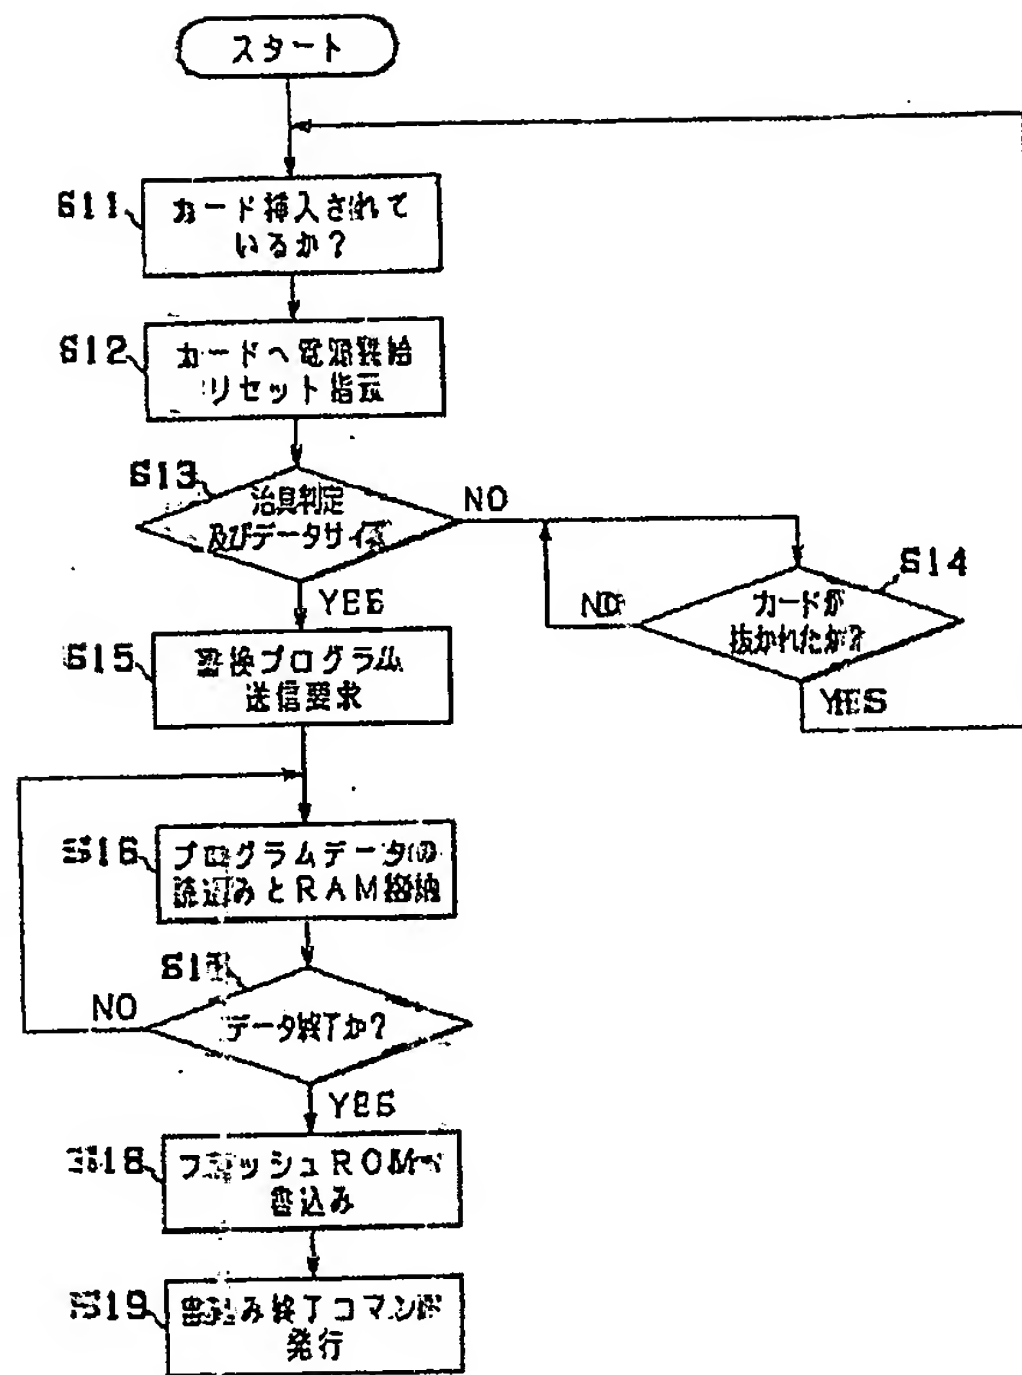 スタート
S11
カード挿入されて
いるか?
S12
カードへ電源供給
リセット指示
S13
治具判定
及びデータサイズ
NO
YES
S14
カードが
抜かれたか?
NO
YES
S15
書換プログラム
送信要求
S16
プログラムデータの
読込みとRAM格納
データ終了か?
NO
YES
S18
フラッシュROMへ
書込み
S19
書込み終了コマンド
発行